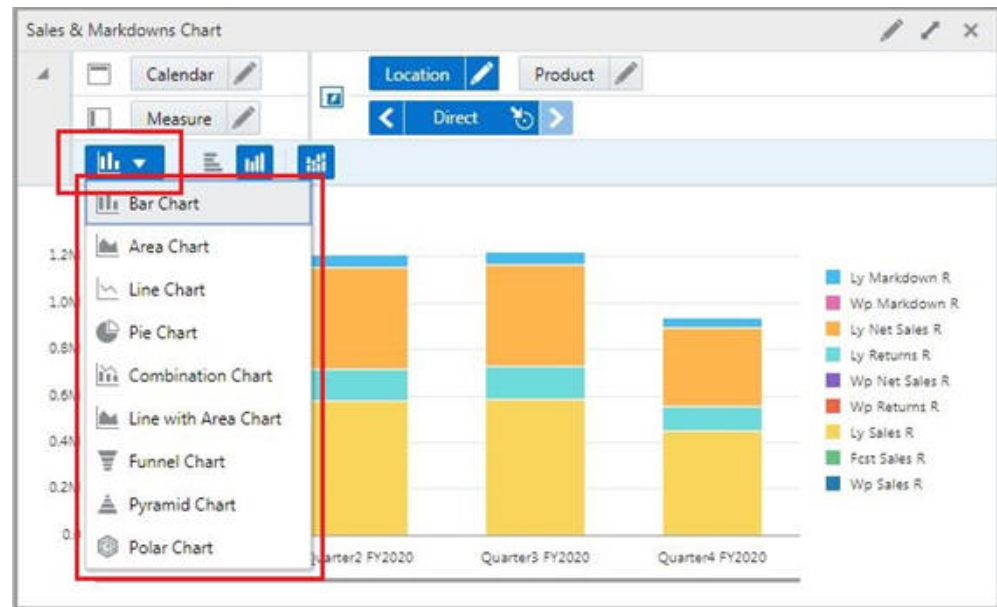 Sales & Markdowns Chart
Calendar
Location
Product
Measure
Direct
Bar Chart
Area Chart
Line Chart
Pie Chart
Combination Chart
Line with Area Chart
Funnel Chart
Pyramid Chart
Polar Chart
Quarter2 FY2020
Quarter3 FY2020
Quarter4 FY2020
Ly Markdown R
Wp Markdown R
Ly Net Sales R
Ly Returns R
Wp Net Sales R
Wp Returns R
Ly Sales R
Fcst Sales R
Wp Sales R